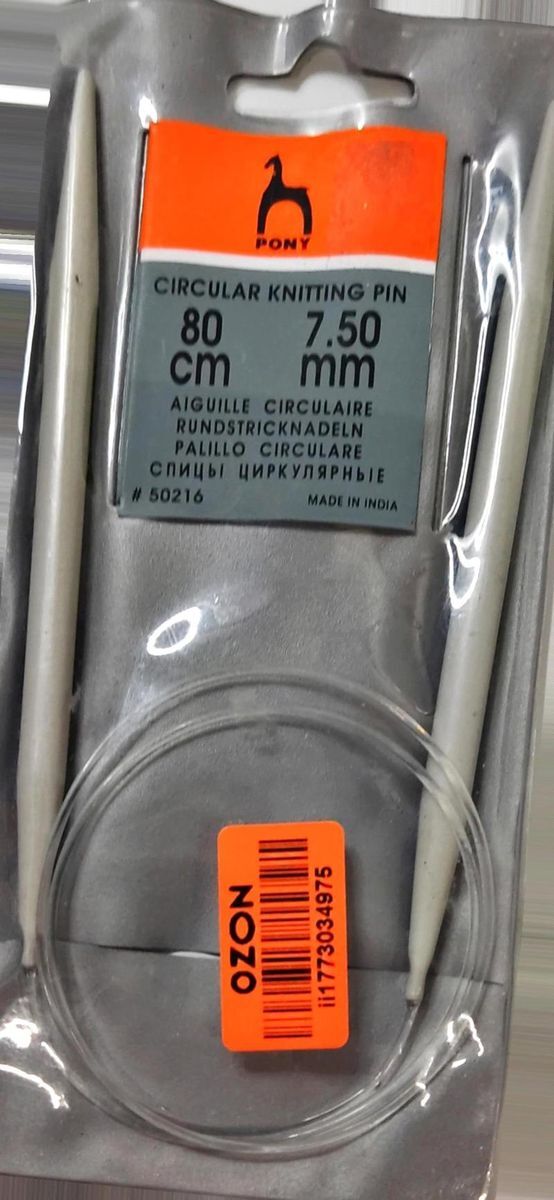 PONY
CIRCULAR KNITTING PIN
80 7.50
cm mm
AIGUILLE CIRCULAIRE
RUNDSTRICKNADELN
PALILLO CIRCULARE
СПИЦЫ ЦИРКУЛЯРНЫЕ
# 50216 MADE IN INDIA
OZON
ii1773034975